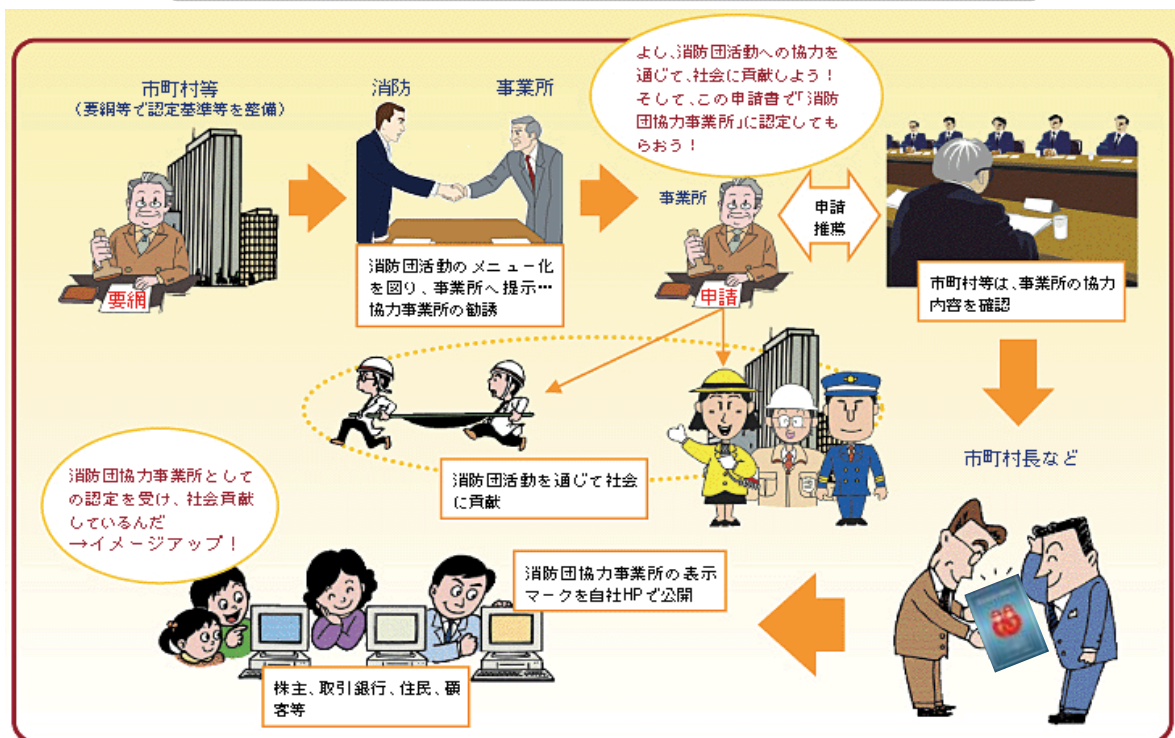 市町村等
（要綱等で認定基準等を整備）
要綱
消防
事業所
消防団活動のメニュー化
を図り、事業所へ提示…
協力事業所の勧誘
よし、消防団活動への協力を
通じて、社会に貢献しよう！
そして、この申請書で「消防
団協力事業所」に認定しても
らおう！
事業所
申請
申請
推薦
市町村等は、事業所の協力
内容を確認
消防団活動を通じて社会
に貢献
市町村長など
消防団協力事業所の表示
マークを自社HPで公開
消防団協力事業所として
の認定を受け、社会貢献
しているんだ
→イメージアップ！
株主、取引銀行、住民、顧
客等